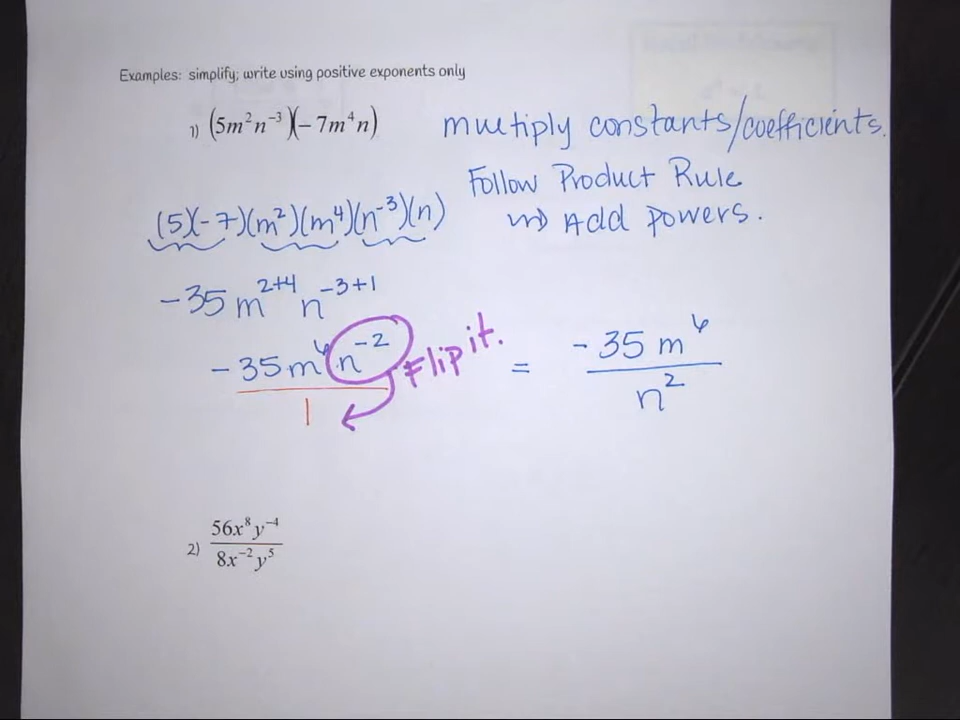 Examples: simplify; write using positive exponents only
1) (5m²n⁻³)(−7m⁴n)
multiply constants/coefficients.
Follow Product Rule
⇝ Add powers.
(5)(-7)(m²)(m⁴)(n⁻³)(n)
-35 m²⁺⁴ n⁻³⁺¹
-35m⁶n⁻² Flip it. = -35 m⁶
1 n²
2) 56x⁸y⁻⁴
8x⁻²y⁵